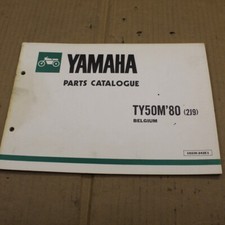 YAMAHA
PARTS CATALOGUE
TY50M'80 (2J9)
BELGIUM